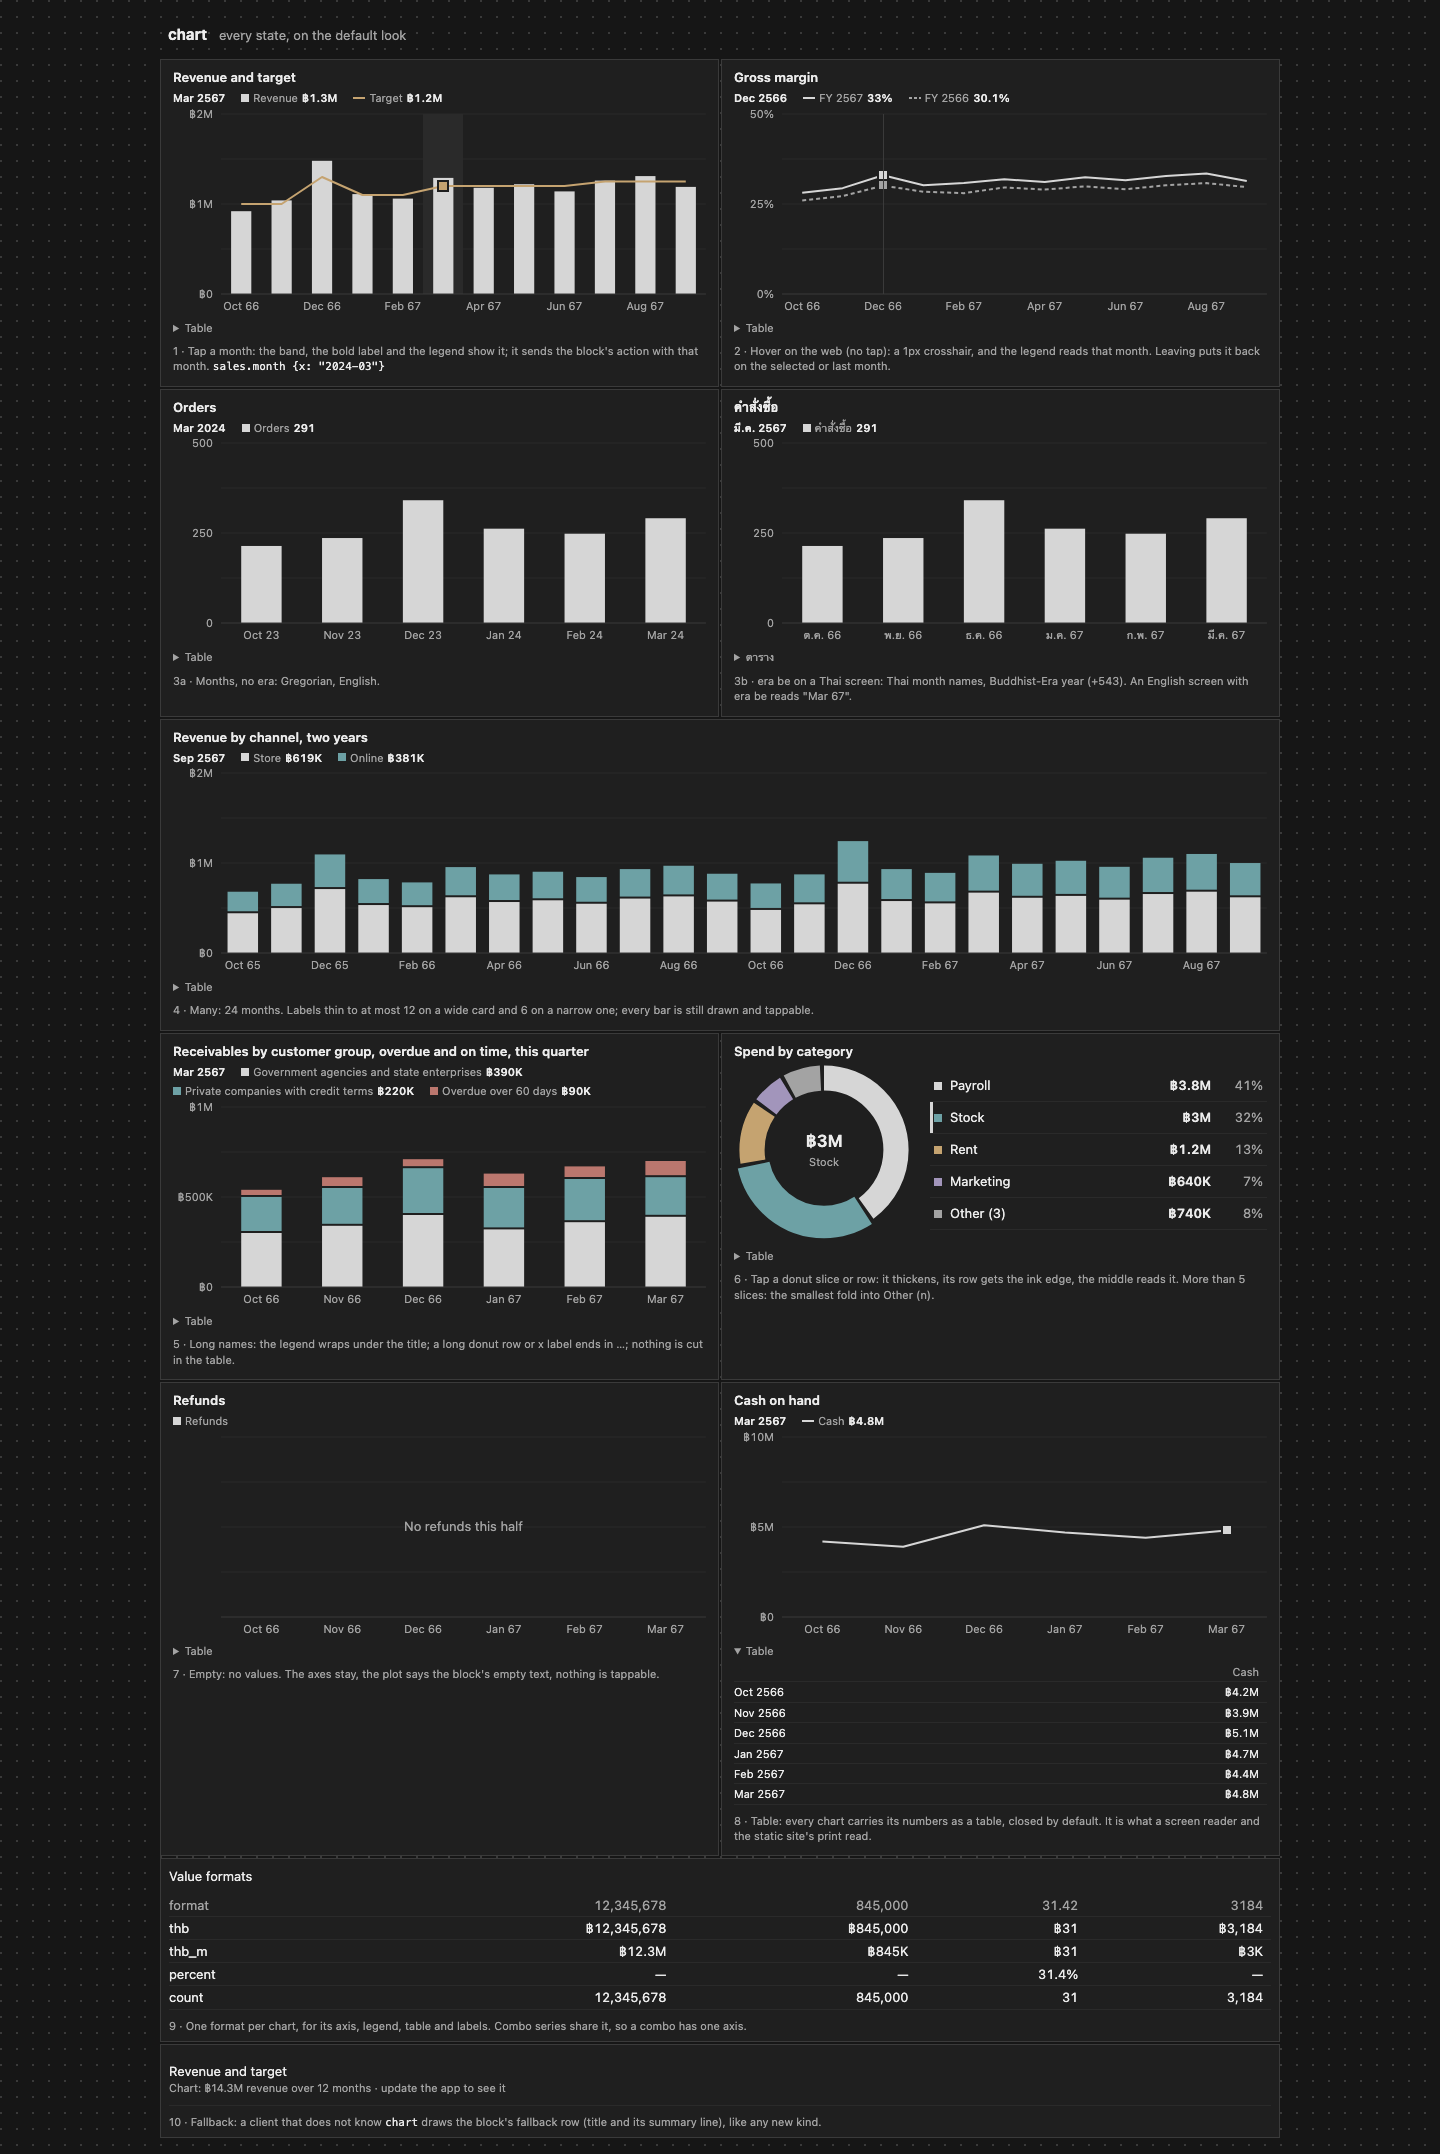 chart every state, on the default look
Revenue and target
Mar 2567 Revenue ฿1.3M Target ฿1.2M
฿2M
฿1M
฿0
Oct 66 Dec 66 Feb 67 Apr 67 Jun 67 Aug 67
Table
1 · Tap a month: the band, the bold label and the legend show it; it sends the block's action with that
month. sales.month {x: "2024-03"}
Gross margin
Dec 2566 FY 2567 33% FY 2566 30.1%
50%
25%
0%
Oct 66 Dec 66 Feb 67 Apr 67 Jun 67 Aug 67
Table
2 · Hover on the web (no tap): a 1px crosshair, and the legend reads that month. Leaving puts it back
on the selected or last month.
Orders
Mar 2024 Orders 291
500
250
0
Oct 23 Nov 23 Dec 23 Jan 24 Feb 24 Mar 24
Table
3a · Months, no era: Gregorian, English.
คำสั่งซื้อ
มี.ค. 2567 คำสั่งซื้อ 291
500
250
0
ต.ค. 66 พ.ย. 66 ธ.ค. 66 ม.ค. 67 ก.พ. 67 มี.ค. 67
ตาราง
3b · era be on a Thai screen: Thai month names, Buddhist-Era year (+543). An English screen with
era be reads "Mar 67".
Revenue by channel, two years
Sep 2567 Store ฿619K Online ฿381K
฿2M
฿1M
฿0
Oct 65 Dec 65 Feb 66 Apr 66 Jun 66 Aug 66 Oct 66 Dec 66 Feb 67 Apr 67 Jun 67 Aug 67
Table
4 · Many: 24 months. Labels thin to at most 12 on a wide card and 6 on a narrow one; every bar is still drawn and tappable.
Receivables by customer group, overdue and on time, this quarter
Mar 2567 Government agencies and state enterprises ฿390K
Private companies with credit terms ฿220K Overdue over 60 days ฿90K
฿1M
฿500K
฿0
Oct 66 Nov 66 Dec 66 Jan 67 Feb 67 Mar 67
Table
5 · Long names: the legend wraps under the title; a long donut row or x label ends in …; nothing is cut
in the table.
Spend by category
฿3M
Stock
Payroll ฿3.8M 41%
Stock ฿3M 32%
Rent ฿1.2M 13%
Marketing ฿640K 7%
Other (3) ฿740K 8%
Table
6 · Tap a donut slice or row: it thickens, its row gets the ink edge, the middle reads it. More than 5
slices: the smallest fold into Other (n).
Refunds
Refunds
No refunds this half
Oct 66 Nov 66 Dec 66 Jan 67 Feb 67 Mar 67
Table
7 · Empty: no values. The axes stay, the plot says the block's empty text, nothing is tappable.
Cash on hand
Mar 2567 Cash ฿4.8M
฿10M
฿5M
฿0
Oct 66 Nov 66 Dec 66 Jan 67 Feb 67 Mar 67
Table
Cash
Oct 2566 ฿4.2M
Nov 2566 ฿3.9M
Dec 2566 ฿5.1M
Jan 2567 ฿4.7M
Feb 2567 ฿4.4M
Mar 2567 ฿4.8M
8 · Table: every chart carries its numbers as a table, closed by default. It is what a screen reader and
the static site's print read.
Value formats
format 12,345,678 845,000 31.42 3184
thb ฿12,345,678 ฿845,000 ฿31 ฿3,184
thb_m ฿12.3M ฿845K ฿31 ฿3K
percent — — 31.4% —
count 12,345,678 845,000 31 3,184
9 · One format per chart, for its axis, legend, table and labels. Combo series share it, so a combo has one axis.
Revenue and target
Chart: ฿14.3M revenue over 12 months · update the app to see it
10 · Fallback: a client that does not know chart draws the block's fallback row (title and its summary line), like any new kind.